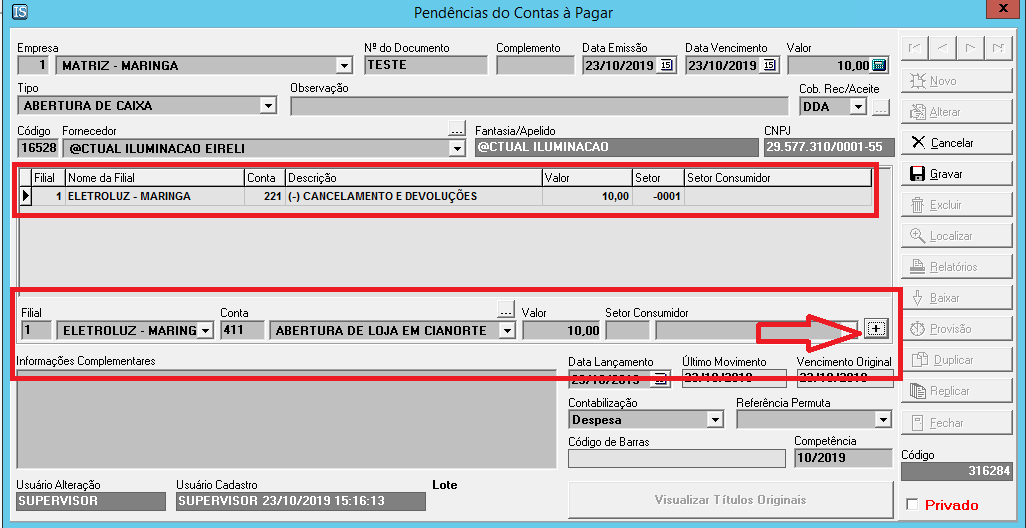 IS Pendências do Contas à Pagar x
Empresa Nº do Documento Complemento Data Emissão Data Vencimento Valor
1 MATRIZ - MARINGA TESTE 23/10/2019 15 23/10/2019 15 10,00
Tipo Observação Cob. Rec/Aceite
ABERTURA DE CAIXA DDA ...
Código Fornecedor ... Fantasia/Apelido CNPJ
16528 @CTUAL ILUMINACAO EIRELI @CTUAL ILUMINACAO 29.577.310/0001-55
Filial Nome da Filial Conta Descrição Valor Setor Setor Consumidor
1 ELETROLUZ - MARINGA 221 (-) CANCELAMENTO E DEVOLUÇÕES 10,00 -0001
Filial Conta ... Valor Setor Consumidor
1 ELETROLUZ - MARING 411 ABERTURA DE LOJA EM CIANORTE 10,00 +
Informações Complementares Data Lançamento Último Movimento Vencimento Original
23/10/2019 15 23/10/2019 23/10/2019
Contabilização Referência Permuta
Despesa
Código de Barras Competência
10/2019
Usuário Alteração Usuário Cadastro Lote
SUPERVISOR SUPERVISOR 23/10/2019 15:16:13
Visualizar Títulos Originais
Novo
Alterar
Cancelar
Gravar
Excluir
Localizar
Relatórios
Baixar
Provisão
Duplicar
Replicar
Fechar
Código
316284
Privado